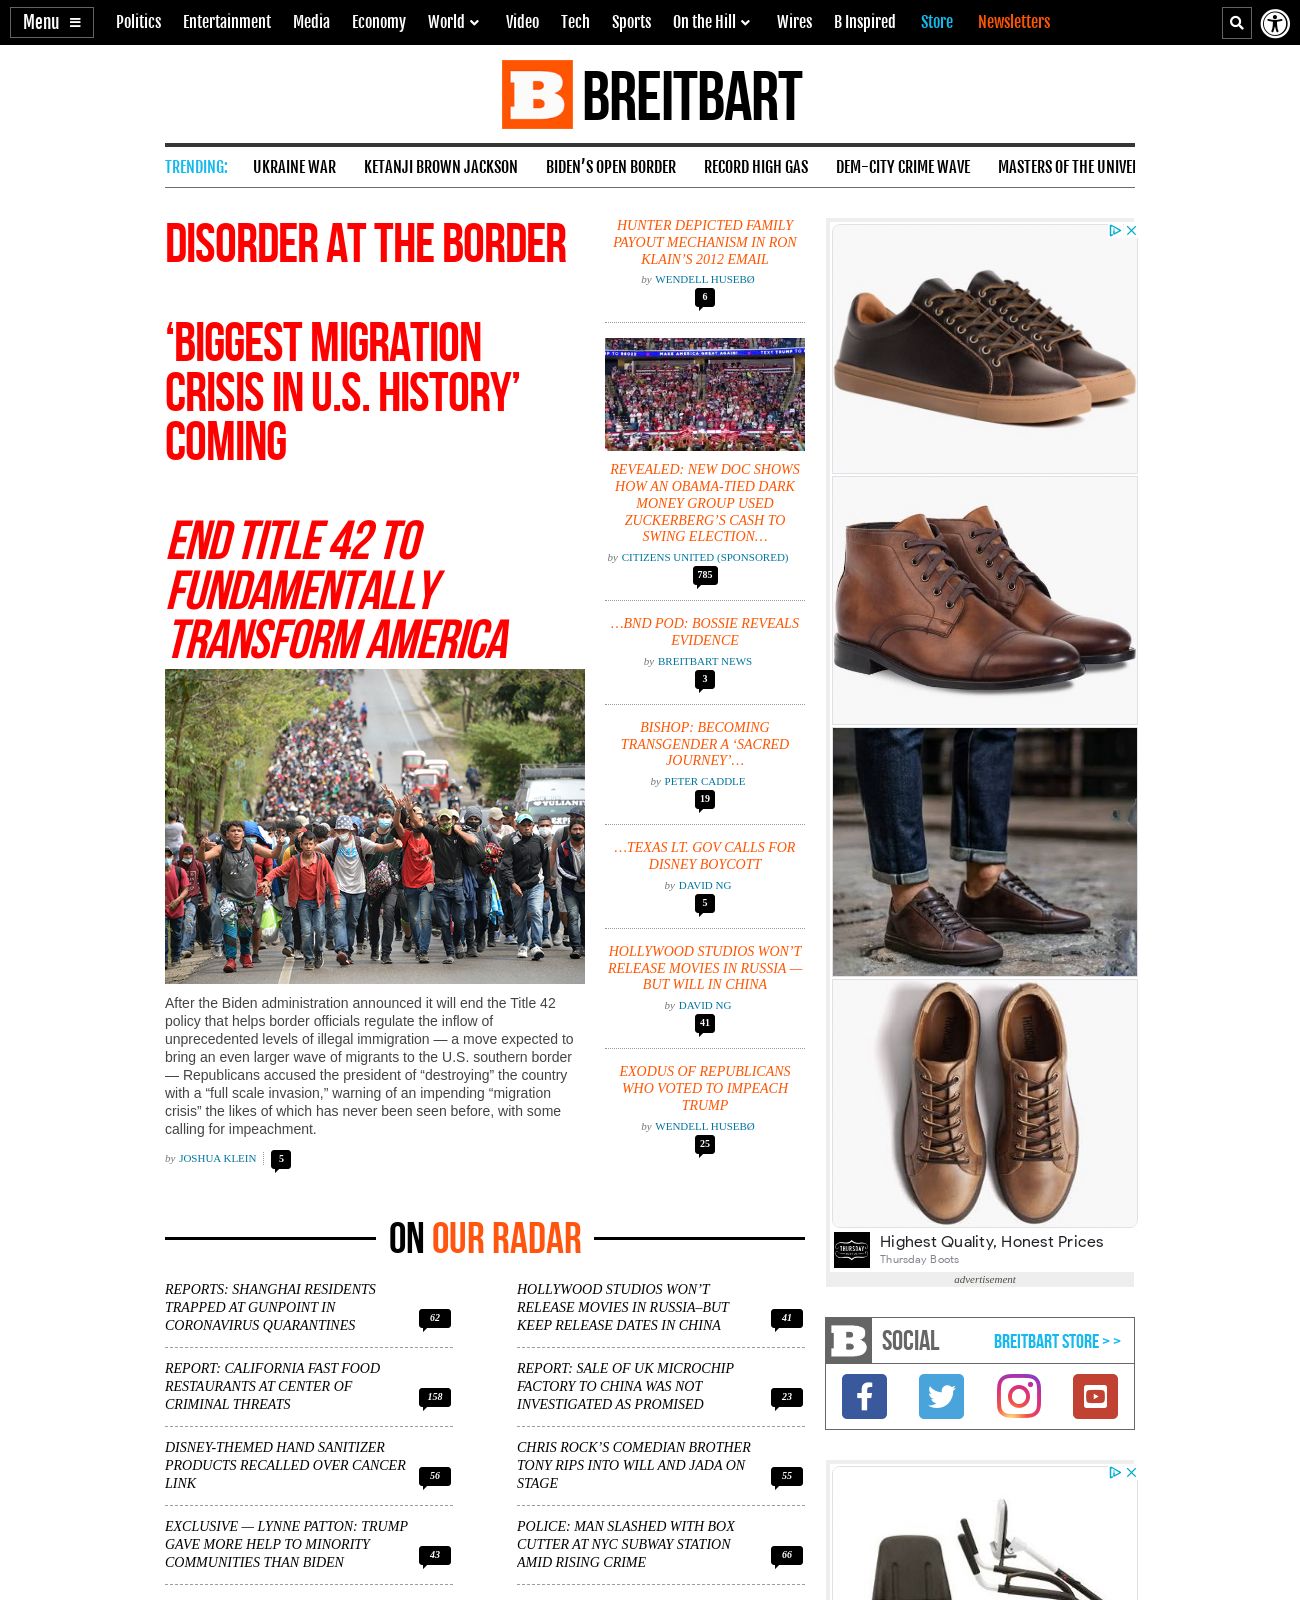 Menu
Politics Entertainment Media Economy World Video Tech Sports On the Hill Wires B Inspired Store Newsletters
B BREITBART
TRENDING: UKRAINE WAR KETANJI BROWN JACKSON BIDEN'S OPEN BORDER RECORD HIGH GAS DEM-CITY CRIME WAVE MASTERS OF THE
DISORDER AT THE BORDER
‘BIGGEST MIGRATION
CRISIS IN U.S. HISTORY’
COMING
END TITLE 42 TO
FUNDAMENTALLY
TRANSFORM AMERICA
After the Biden administration announced it will end the Title 42
policy that helps border officials regulate the inflow of
unprecedented levels of illegal immigration — a move expected to
bring an even larger wave of migrants to the U.S. southern border
— Republicans accused the president of “destroying” the country
with a “full scale invasion,” warning of an impending “migration
crisis” the likes of which has never been seen before, with some
calling for impeachment.
by JOSHUA KLEIN 5
HUNTER DEPICTED FAMILY
PAYOUT MECHANISM IN RON
KLAIN’S 2012 EMAIL
by WENDELL HUSEBØ
6
MAKE AMERICA GREAT AGAIN!
REVEALED: NEW DOC SHOWS
HOW AN OBAMA-TIED DARK
MONEY GROUP USED
ZUCKERBERG’S CASH TO
SWING ELECTION…
by CITIZENS UNITED (SPONSORED)
785
…BND POD: BOSSIE REVEALS
EVIDENCE
by BREITBART NEWS
3
BISHOP: BECOMING
TRANSGENDER A ‘SACRED
JOURNEY’…
by PETER CADDLE
19
…TEXAS LT. GOV CALLS FOR
DISNEY BOYCOTT
by DAVID NG
5
HOLLYWOOD STUDIOS WON’T
RELEASE MOVIES IN RUSSIA —
BUT WILL IN CHINA
by DAVID NG
41
EXODUS OF REPUBLICANS
WHO VOTED TO IMPEACH
TRUMP
by WENDELL HUSEBØ
25
THURSDAY
Highest Quality, Honest Prices
Thursday Boots
advertisement
B SOCIAL BREITBART STORE > >
ON OUR RADAR
REPORTS: SHANGHAI RESIDENTS
TRAPPED AT GUNPOINT IN
CORONAVIRUS QUARANTINES 62
REPORT: CALIFORNIA FAST FOOD
RESTAURANTS AT CENTER OF
CRIMINAL THREATS 158
DISNEY-THEMED HAND SANITIZER
PRODUCTS RECALLED OVER CANCER
LINK 56
EXCLUSIVE — LYNNE PATTON: TRUMP
GAVE MORE HELP TO MINORITY
COMMUNITIES THAN BIDEN 43
HOLLYWOOD STUDIOS WON’T
RELEASE MOVIES IN RUSSIA–BUT
KEEP RELEASE DATES IN CHINA 41
REPORT: SALE OF UK MICROCHIP
FACTORY TO CHINA WAS NOT
INVESTIGATED AS PROMISED 23
CHRIS ROCK’S COMEDIAN BROTHER
TONY RIPS INTO WILL AND JADA ON
STAGE 55
POLICE: MAN SLASHED WITH BOX
CUTTER AT NYC SUBWAY STATION
AMID RISING CRIME 66